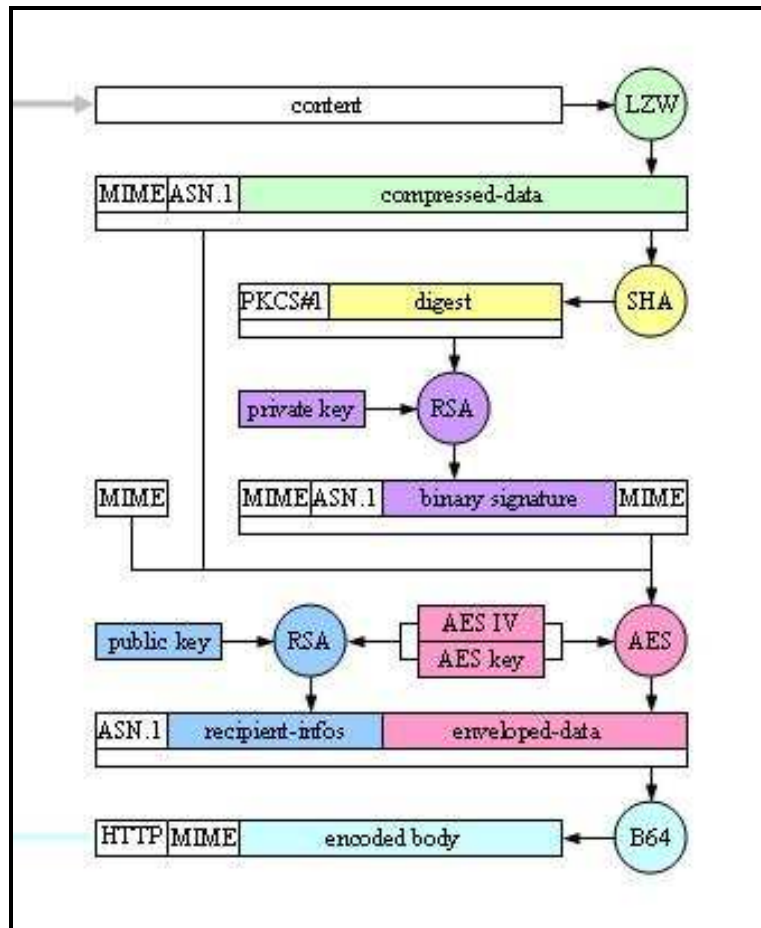 content LZW
MIME ASN.1 compressed-data
PKCS#1 digest SHA
private key RSA
MIME MIME ASN.1 binary signature MIME
AES IV
public key RSA AES
AES key
ASN.1 recipient-infos enveloped-data
HTTP MIME encoded body B64